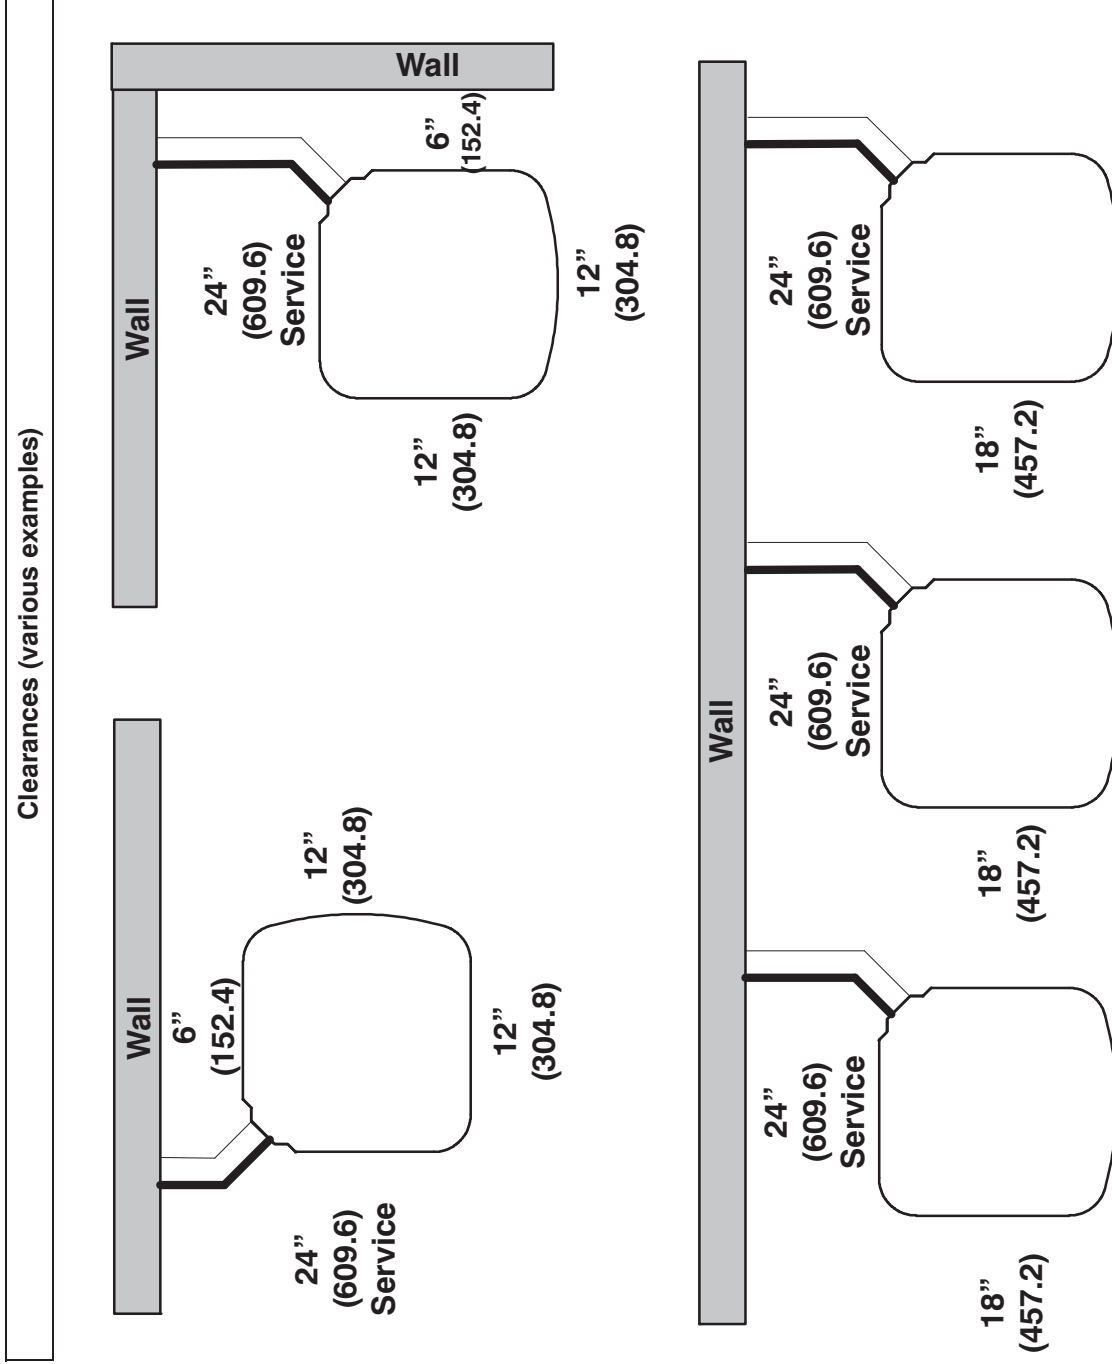 Clearances (various examples)
Wall
6”
(152.4)
24”
(609.6)
Service
12”
(304.8)
12”
(304.8)
Wall
Wall
24”
(609.6)
Service
6”
(152.4)
12”
(304.8)
12”
(304.8)
Wall
24”
(609.6)
Service
18”
(457.2)
24”
(609.6)
Service
18”
(457.2)
24”
(609.6)
Service
18”
(457.2)